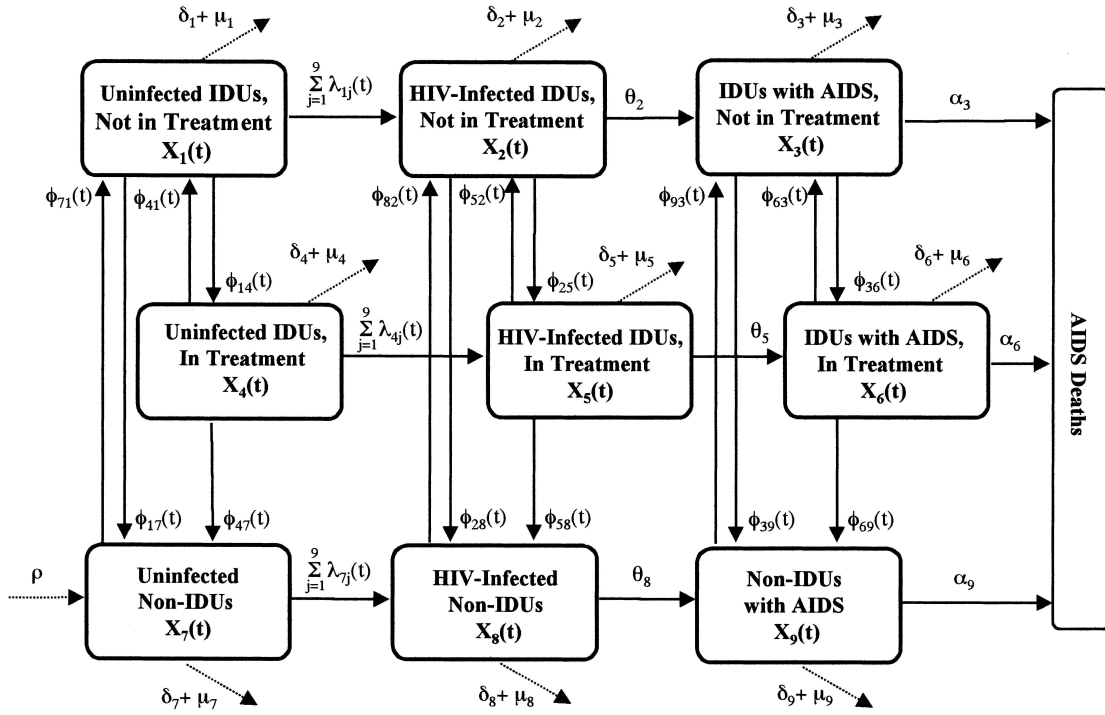 δ₁+ μ₁
δ₂+ μ₂
δ₃+ μ₃
Uninfected IDUs,
Not in Treatment
X₁(t)
9
Σ λ₁ⱼ(t)
j=1
HIV-Infected IDUs,
Not in Treatment
X₂(t)
θ₂
IDUs with AIDS,
Not in Treatment
X₃(t)
α₃
ϕ₇₁(t)
ϕ₄₁(t)
ϕ₈₂(t)
ϕ₅₂(t)
ϕ₉₃(t)
ϕ₆₃(t)
δ₄+ μ₄
δ₅+ μ₅
δ₆+ μ₆
ϕ₁₄(t)
ϕ₂₅(t)
ϕ₃₆(t)
Uninfected IDUs,
In Treatment
X₄(t)
9
Σ λ₄ⱼ(t)
j=1
HIV-Infected IDUs,
In Treatment
X₅(t)
θ₅
IDUs with AIDS,
In Treatment
X₆(t)
α₆
AIDS Deaths
ϕ₁₇(t)
ϕ₄₇(t)
ϕ₂₈(t)
ϕ₅₈(t)
ϕ₃₉(t)
ϕ₆₉(t)
ρ
Uninfected
Non-IDUs
X₇(t)
9
Σ λ₇ⱼ(t)
j=1
HIV-Infected
Non-IDUs
X₈(t)
θ₈
Non-IDUs
with AIDS
X₉(t)
α₉
δ₇+ μ₇
δ₈+ μ₈
δ₉+ μ₉